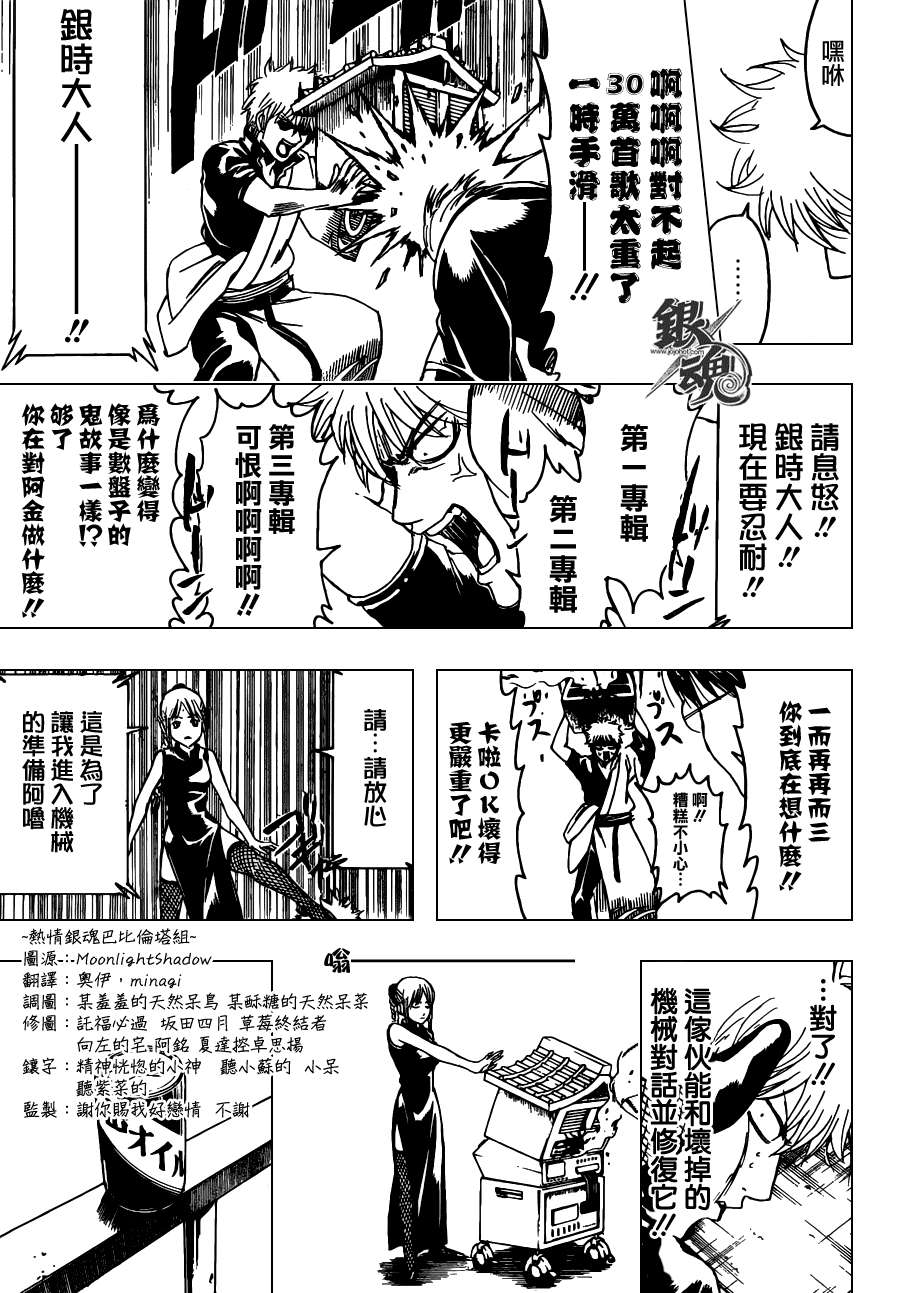 嘿咻
……
啊啊啊對不起
30萬首歌太重了
一時手滑——!!
銀時大人——!!
銀魂
www.jojohot.com
請息怒!!
銀時大人!!
現在要忍耐!!
第一專輯
第二專輯
第三專輯
可恨啊啊啊啊!!
爲什麼變得
像是數盤子的
鬼故事一樣!?
够了
你在對阿金做什麼!!
一而再再而三
你到底在想什麼!!
ブス
啊!!
糟糕不小心…
ブス
卡啦OK壞得
更嚴重了吧!!
請…請放心
這是為了
讓我進入機械
的準備阿嚕
…對了!!
這傢伙能和壞掉的
機械對話並修復它!!
嗡——
オイル
~熱情銀魂巴比倫塔組~
圖源:MoonlightShadow
翻譯:奧伊,minagi
調圖:某羞羞的天然呆鳥 某酥糖的天然呆菜
修圖:託福必過 坂田四月 草莓終結者
向左的宅 阿銘 夏達摼卓思揚
鑲字:精神恍惚的小神 聽小蘇的 小呆
聽紫菜的
監製:謝你賜我好戀情 不謝